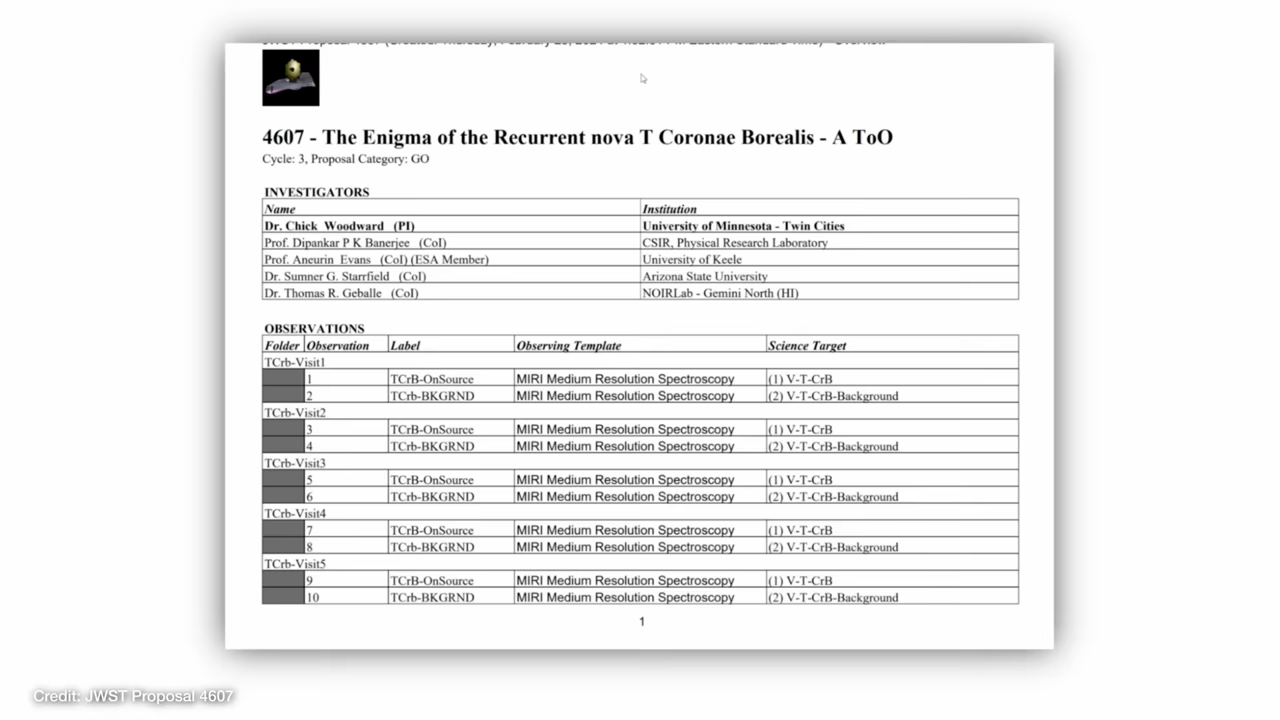 4607 - The Enigma of the Recurrent nova T Coronae Borealis - A ToO
Cycle: 3, Proposal Category: GO
INVESTIGATORS
Name Institution
Dr. Chick Woodward (PI) University of Minnesota - Twin Cities
Prof. Dipankar P K Banerjee (CoI) CSIR, Physical Research Laboratory
Prof. Aneurin Evans (CoI) (ESA Member) University of Keele
Dr. Sumner G. Starrfield (CoI) Arizona State University
Dr. Thomas R. Geballe (CoI) NOIRLab - Gemini North (HI)
OBSERVATIONS
Folder Observation Label Observing Template Science Target
TCrb-Visit1
1 TCrB-OnSource MIRI Medium Resolution Spectroscopy (1) V-T-CrB
2 TCrb-BKGRND MIRI Medium Resolution Spectroscopy (2) V-T-CrB-Background
TCrb-Visit2
3 TCrB-OnSource MIRI Medium Resolution Spectroscopy (1) V-T-CrB
4 TCrb-BKGRND MIRI Medium Resolution Spectroscopy (2) V-T-CrB-Background
TCrb-Visit3
5 TCrB-OnSource MIRI Medium Resolution Spectroscopy (1) V-T-CrB
6 TCrb-BKGRND MIRI Medium Resolution Spectroscopy (2) V-T-CrB-Background
TCrb-Visit4
7 TCrB-OnSource MIRI Medium Resolution Spectroscopy (1) V-T-CrB
8 TCrb-BKGRND MIRI Medium Resolution Spectroscopy (2) V-T-CrB-Background
TCrb-Visit5
9 TCrB-OnSource MIRI Medium Resolution Spectroscopy (1) V-T-CrB
10 TCrb-BKGRND MIRI Medium Resolution Spectroscopy (2) V-T-CrB-Background
1
Credit: JWST Proposal 4607